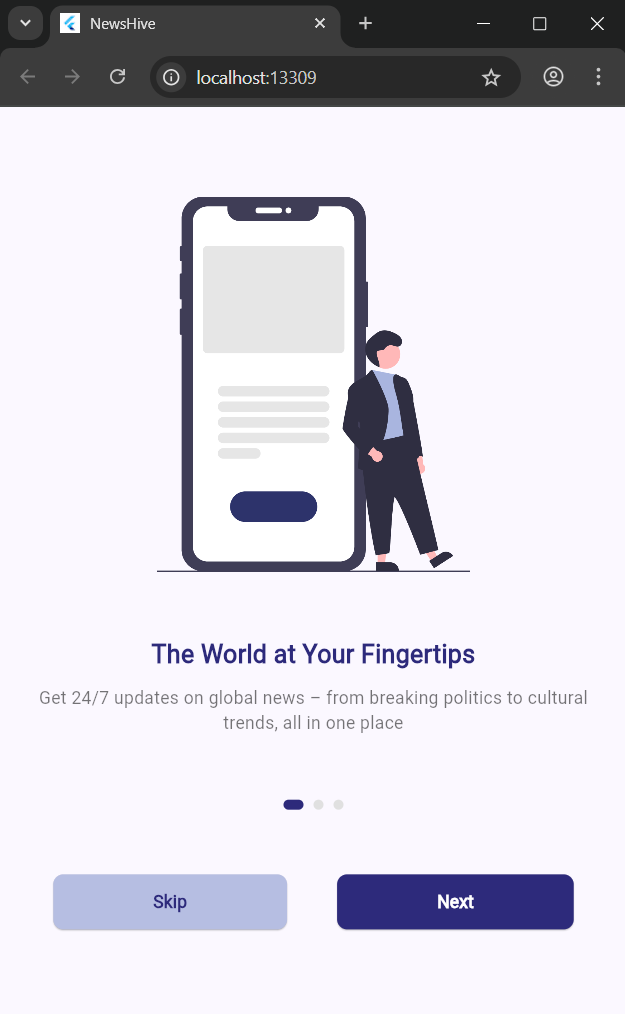 NewsHive
localhost:13309
The World at Your Fingertips
Get 24/7 updates on global news – from breaking politics to cultural
trends, all in one place
Skip
Next